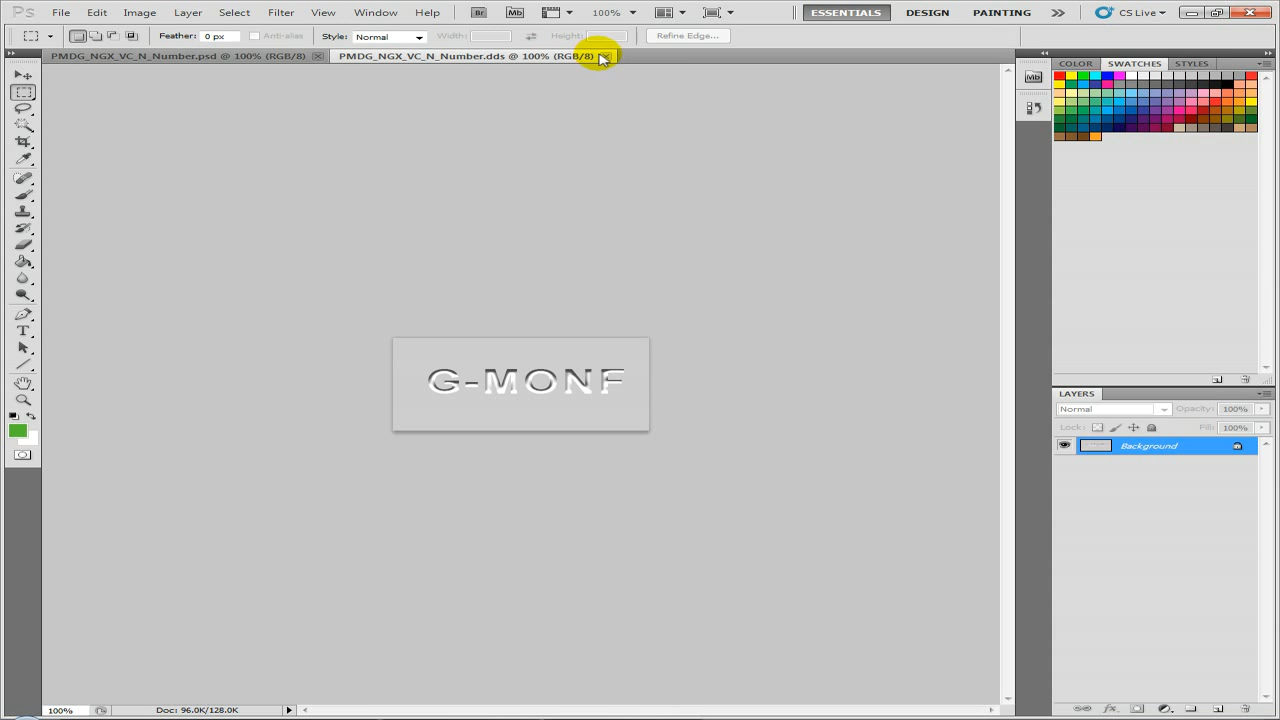 Ps File Edit Image Layer Select Filter View Window Help Br Mb 100% ESSENTIALS DESIGN PAINTING CS Live
Feather: 0 px Anti-alias Style: Normal Width: Height: Refine Edge...
PMDG_NGX_VC_N_Number.psd @ 100% (RGB/8) PMDG_NGX_VC_N_Number.dds @ 100% (RGB/8)
COLOR SWATCHES STYLES
Mb
G-MONF
LAYERS
Normal Opacity: 100%
Lock: Fill: 100%
Background
100% Doc: 96.0K/128.0K